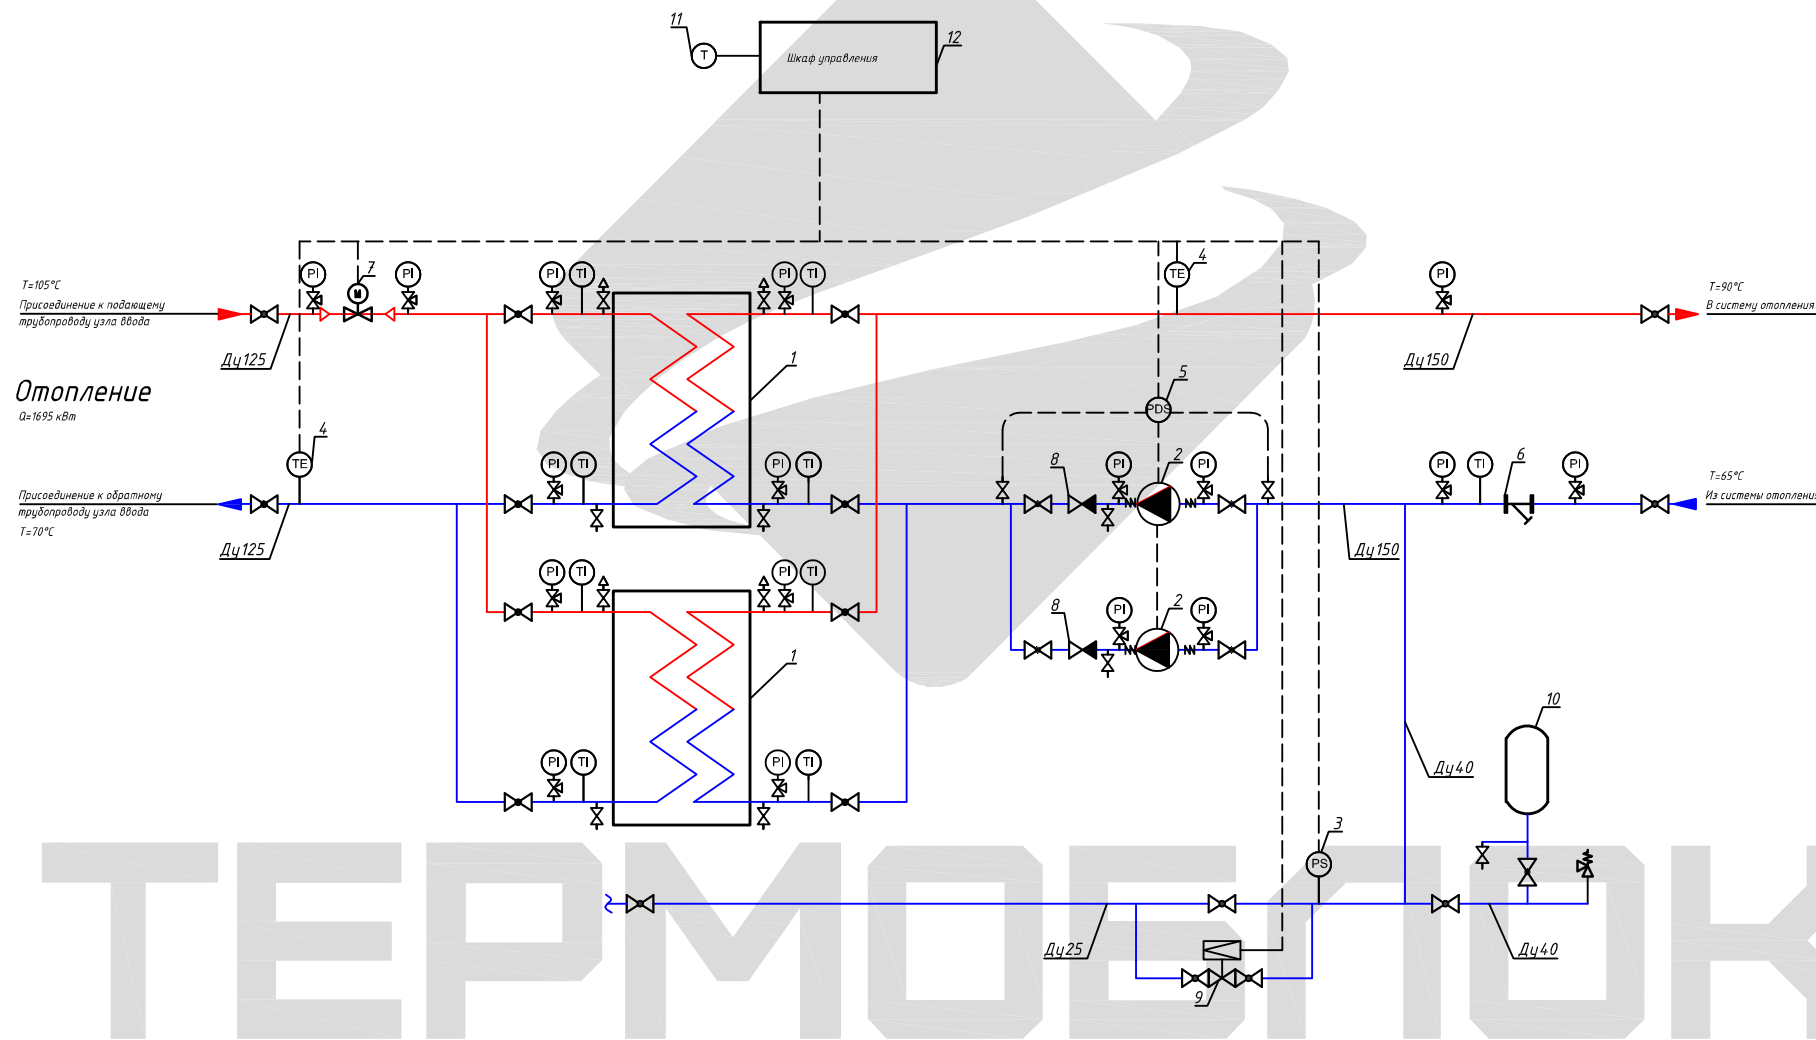 11
T
Шкаф управления
12
PI
7
M
PI
PI
TI
PI
TI
TE
4
PI
T=105°C
Присоединение к подающему
трубопроводу узла ввода
T=90°C
В систему отопления
Ду125
1
5
PDS
Ду150
Отопление
Q=1695 кВт
4
TE
PI
TI
PI
TI
8
PI
2
PI
PI
TI
6
PI
T=65°C
Из системы отопления
Присоединение к обратному
трубопроводу узла ввода
T=70°C
Ду125
Ду150
PI
TI
PI
TI
8
PI
2
PI
1
10
PI
TI
PI
TI
Ду40
3
PS
Ду25
Ду40
9
ТЕРМОБЛОК